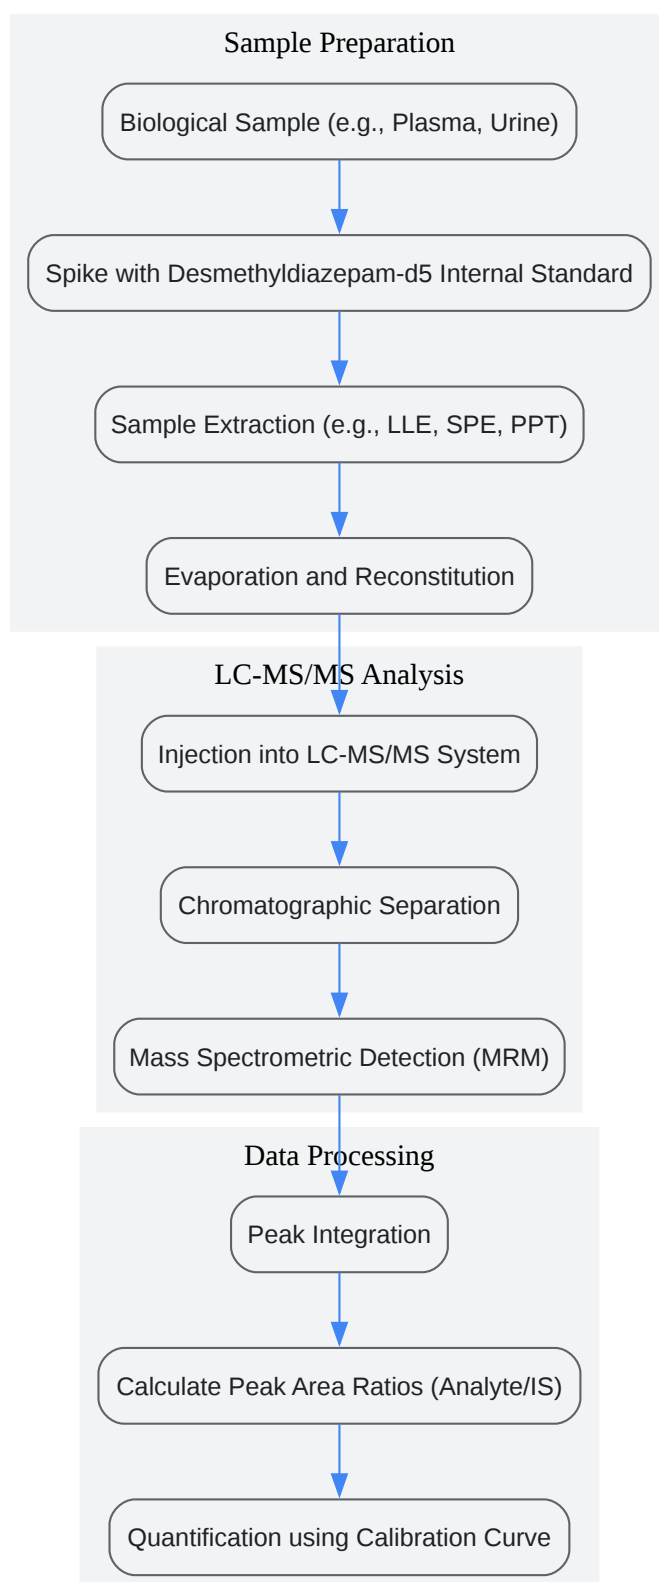 Sample Preparation
Biological Sample (e.g., Plasma, Urine)
Spike with Desmethyldiazepam-d5 Internal Standard
Sample Extraction (e.g., LLE, SPE, PPT)
Evaporation and Reconstitution
LC-MS/MS Analysis
Injection into LC-MS/MS System
Chromatographic Separation
Mass Spectrometric Detection (MRM)
Data Processing
Peak Integration
Calculate Peak Area Ratios (Analyte/IS)
Quantification using Calibration Curve